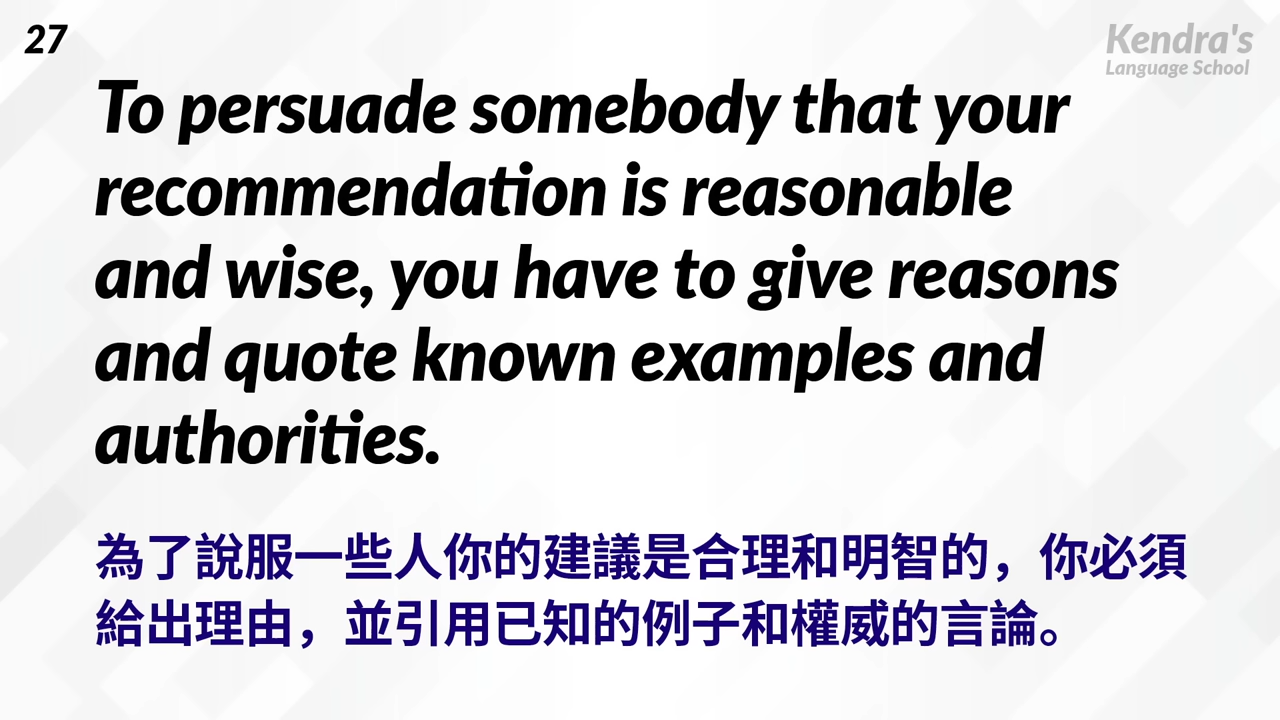 27
Kendra's
Language School
To persuade somebody that your
recommendation is reasonable
and wise, you have to give reasons
and quote known examples and
authorities.
為了說服一些人你的建議是合理和明智的，你必須
給出理由，並引用已知的例子和權威的言論。